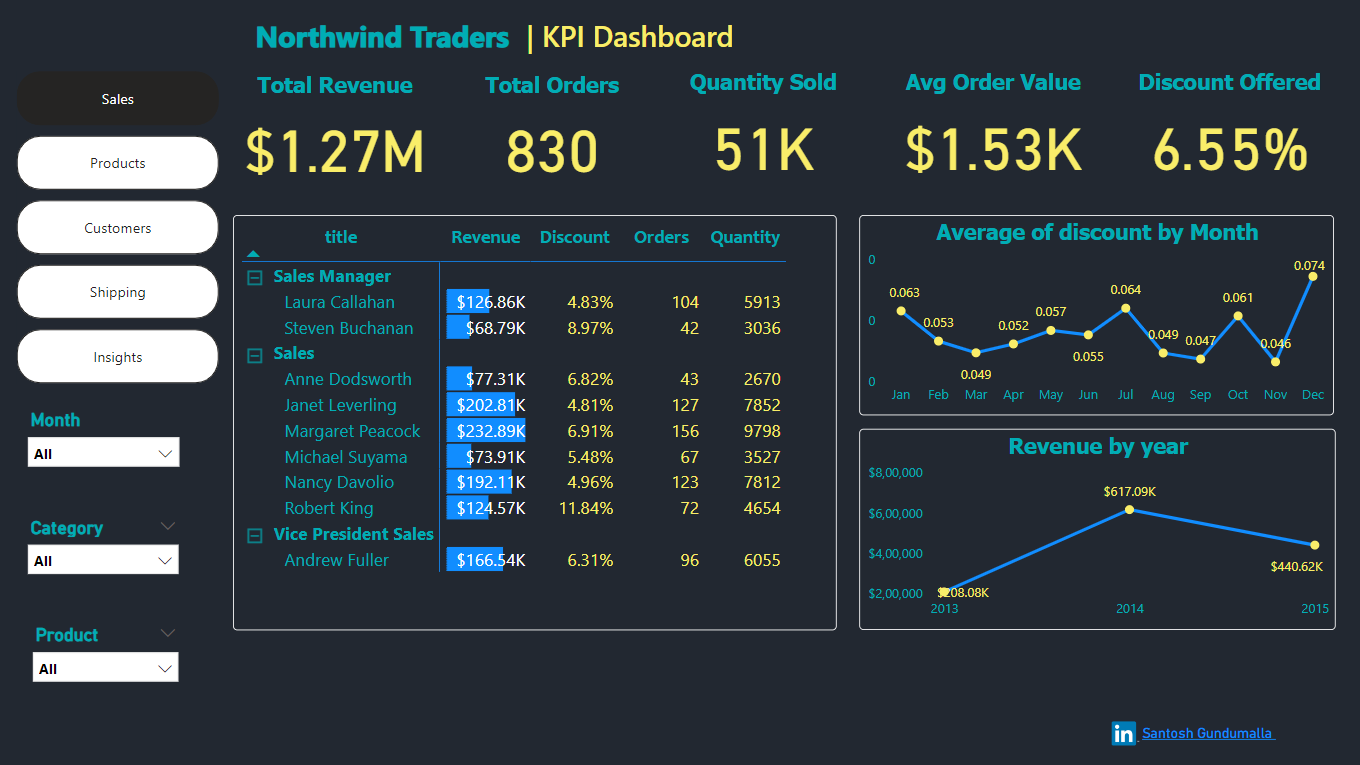 Northwind Traders | KPI Dashboard
Sales
Products
Customers
Shipping
Insights
Month
All
Category
All
Product
All
Total Revenue
$1.27M
Total Orders
830
Quantity Sold
51K
Avg Order Value
$1.53K
Discount Offered
6.55%
title Revenue Discount Orders Quantity
Sales Manager
Laura Callahan $126.86K 4.83% 104 5913
Steven Buchanan $68.79K 8.97% 42 3036
Sales
Anne Dodsworth $77.31K 6.82% 43 2670
Janet Leverling $202.81K 4.81% 127 7852
Margaret Peacock $232.89K 6.91% 156 9798
Michael Suyama $73.91K 5.48% 67 3527
Nancy Davolio $192.11K 4.96% 123 7812
Robert King $124.57K 11.84% 72 4654
Vice President Sales
Andrew Fuller $166.54K 6.31% 96 6055
Average of discount by Month
0
0
0
0.063 0.053 0.049 0.052 0.057 0.055 0.064 0.049 0.047 0.061 0.046 0.074
Jan Feb Mar Apr May Jun Jul Aug Sep Oct Nov Dec
Revenue by year
$8,00,000
$6,00,000
$4,00,000
$2,00,000
$208.08K $617.09K $440.62K
2013 2014 2015
in Santosh Gundumalla